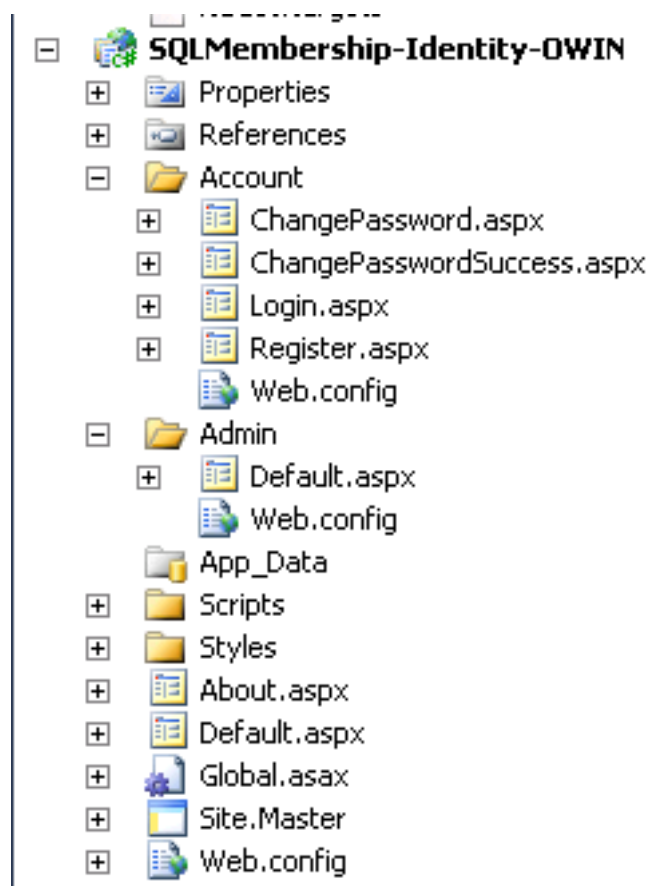 SQLMembership-Identity-OWIN
Properties
References
Account
ChangePassword.aspx
ChangePasswordSuccess.aspx
Login.aspx
Register.aspx
Web.config
Admin
Default.aspx
Web.config
App_Data
Scripts
Styles
About.aspx
Default.aspx
Global.asax
Site.Master
Web.config